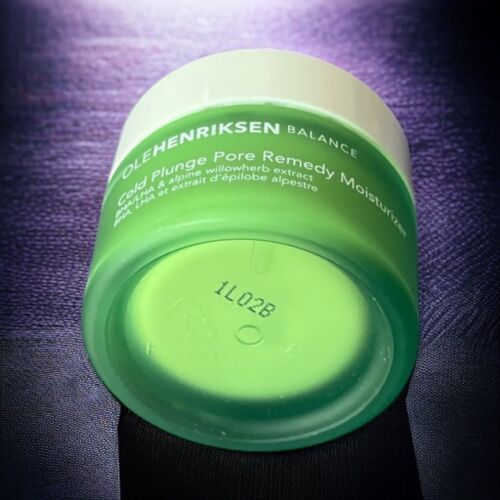 OLEHENRIKSEN BALANCE
Cold Plunge Pore Remedy Moisturizer
BHA/LHA & alpine willowherb extract
BHA, LHA et extrait d'épilobe alpestre
1L02B